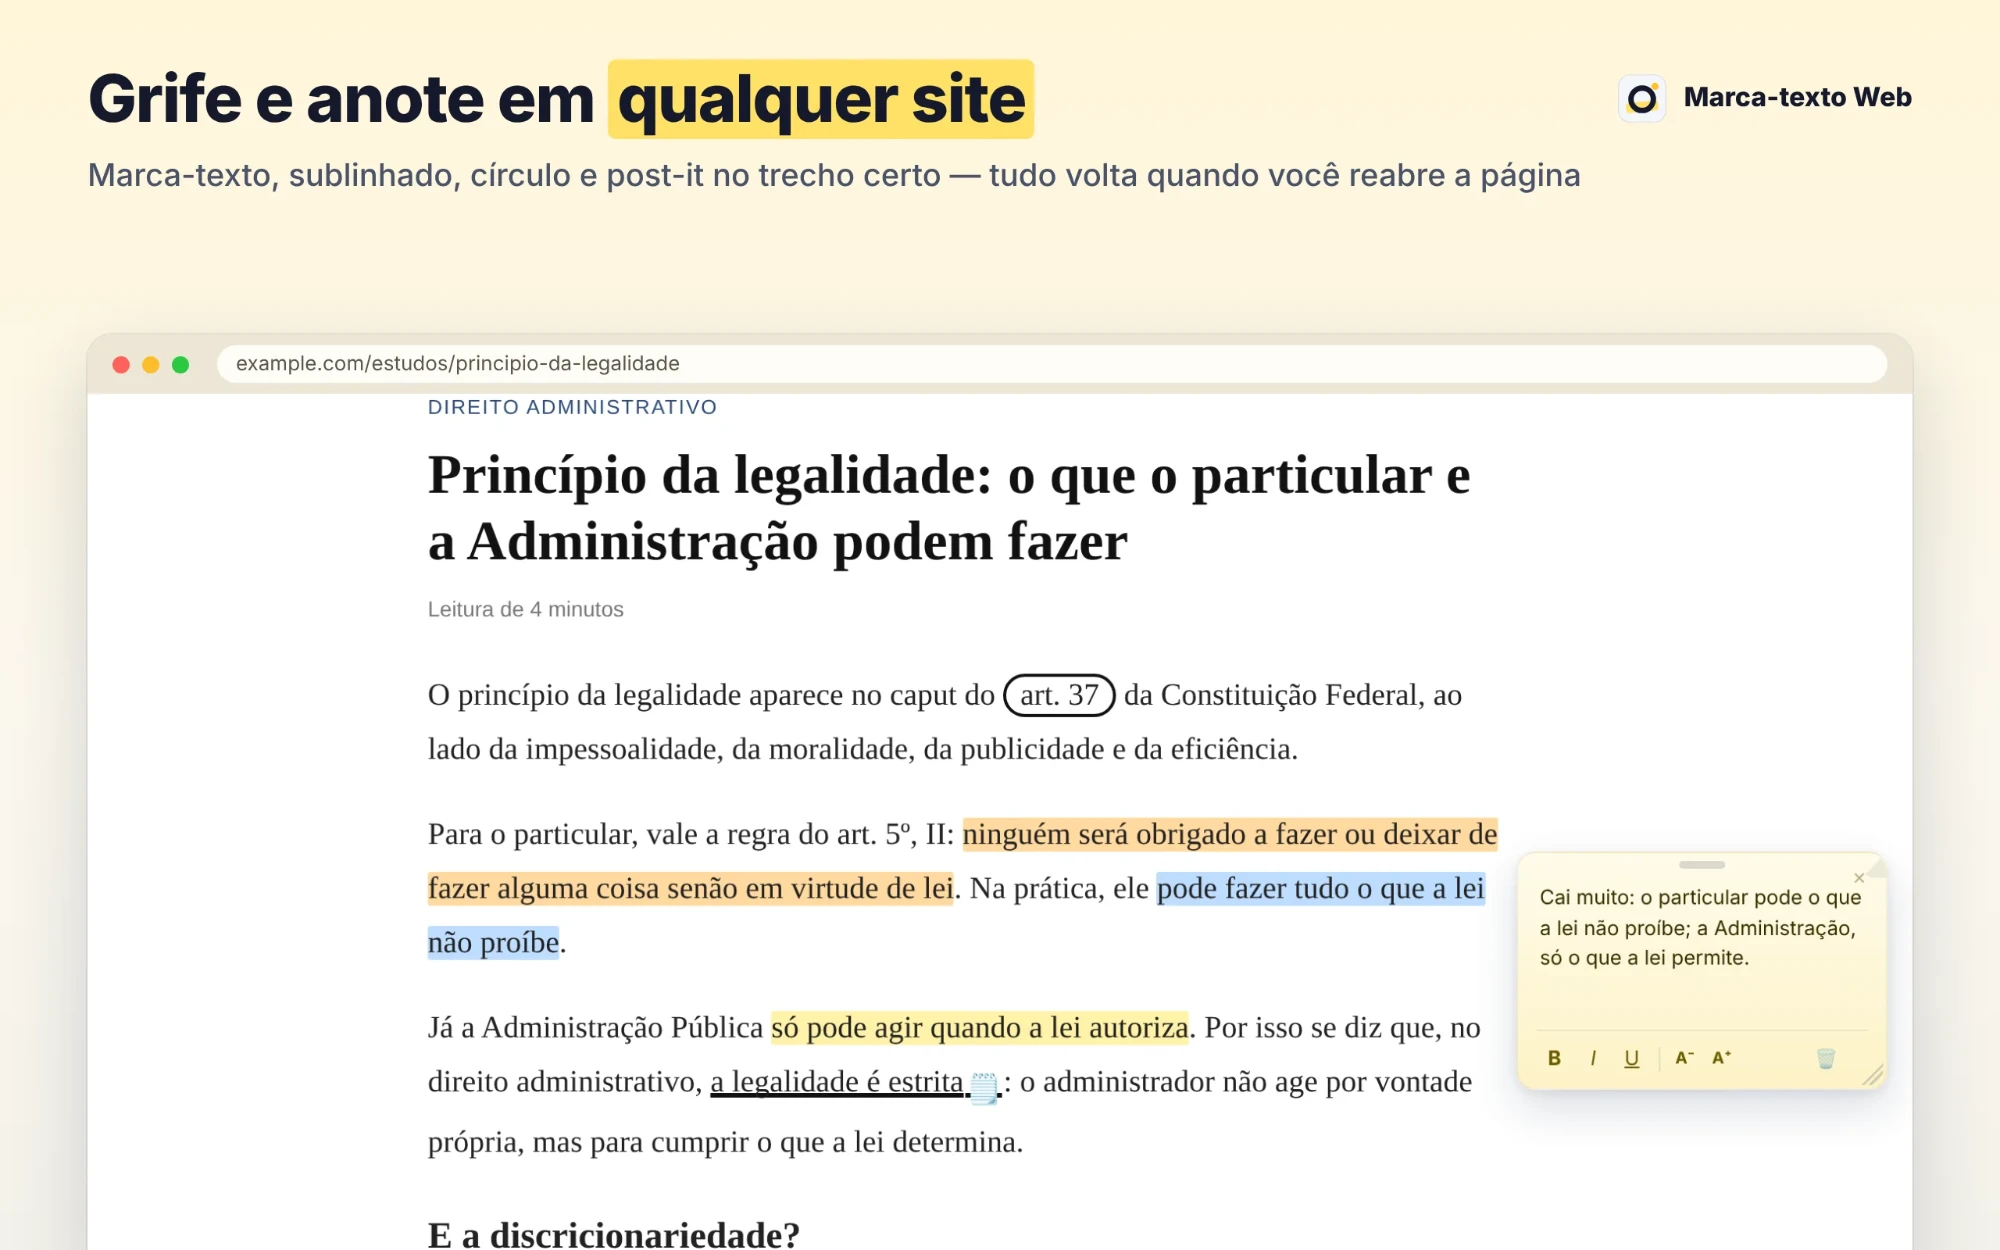 Grife e anote em qualquer site
Marca-texto Web
Marca-texto, sublinhado, círculo e post-it no trecho certo — tudo volta quando você reabre a página
example.com/estudos/principio-da-legalidade
DIREITO ADMINISTRATIVO
Princípio da legalidade: o que o particular e
a Administração podem fazer
Leitura de 4 minutos
O princípio da legalidade aparece no caput do art. 37 da Constituição Federal, ao
lado da impessoalidade, da moralidade, da publicidade e da eficiência.
Para o particular, vale a regra do art. 5º, II: ninguém será obrigado a fazer ou deixar de
fazer alguma coisa senão em virtude de lei. Na prática, ele pode fazer tudo o que a lei
não proíbe.
Já a Administração Pública só pode agir quando a lei autoriza. Por isso se diz que, no
direito administrativo, a legalidade é estrita: o administrador não age por vontade
própria, mas para cumprir o que a lei determina.
E a discricionariedade?
×
Cai muito: o particular pode o que
a lei não proíbe; a Administração,
só o que a lei permite.
B I U A⁻ A⁺